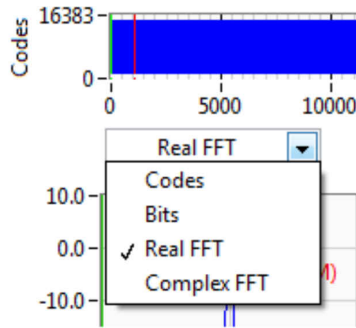 Codes
16383
0
0 5000 10000
Real FFT
Codes
Bits
✓ Real FFT
Complex FFT
10.0
0.0
-10.0
M)